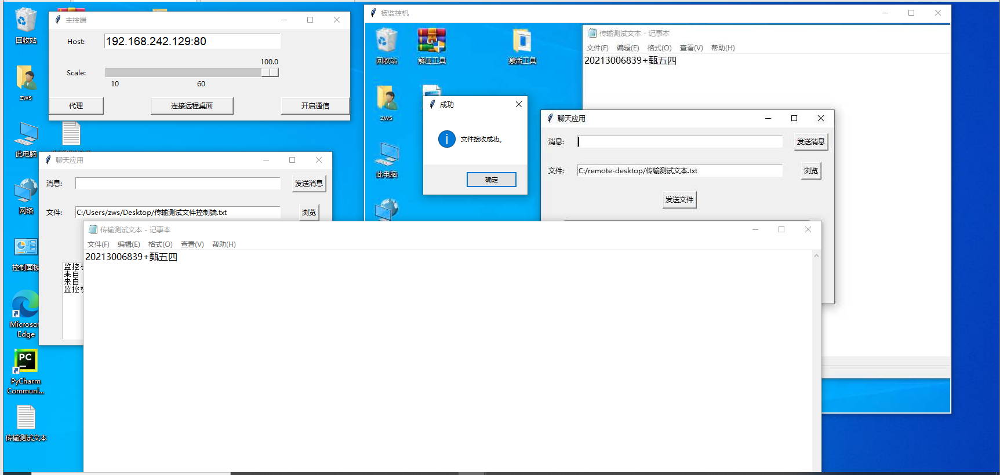 回收站
zws
此电脑
网络
控制面板
Microsof
Edge
PyCharm
Communi...
传输测试文本
主控端
Host:
192.168.242.129:80
100.0
Scale:
10
60
代理
连接远程桌面
开启通信
聊天应用
消息:
发送消息
文件:
C:/Users/zws/Desktop/传输测试文件控制端.txt
浏览
监控
来自
来自
监控
被监控机
回收站
解压工具
激活工具
zws
此电脑
传输测试文本 - 记事本
文件(F)
编辑(E)
格式(O)
查看(V)
帮助(H)
20213006839+甄五四
成功
文件接收成功。
确定
聊天应用
消息:
发送消息
文件:
C:/remote-desktop/传输测试文本.txt
浏览
发送文件
传输测试文本 - 记事本
文件(F)
编辑(E)
格式(O)
查看(V)
帮助(H)
20213006839+甄五四
PC